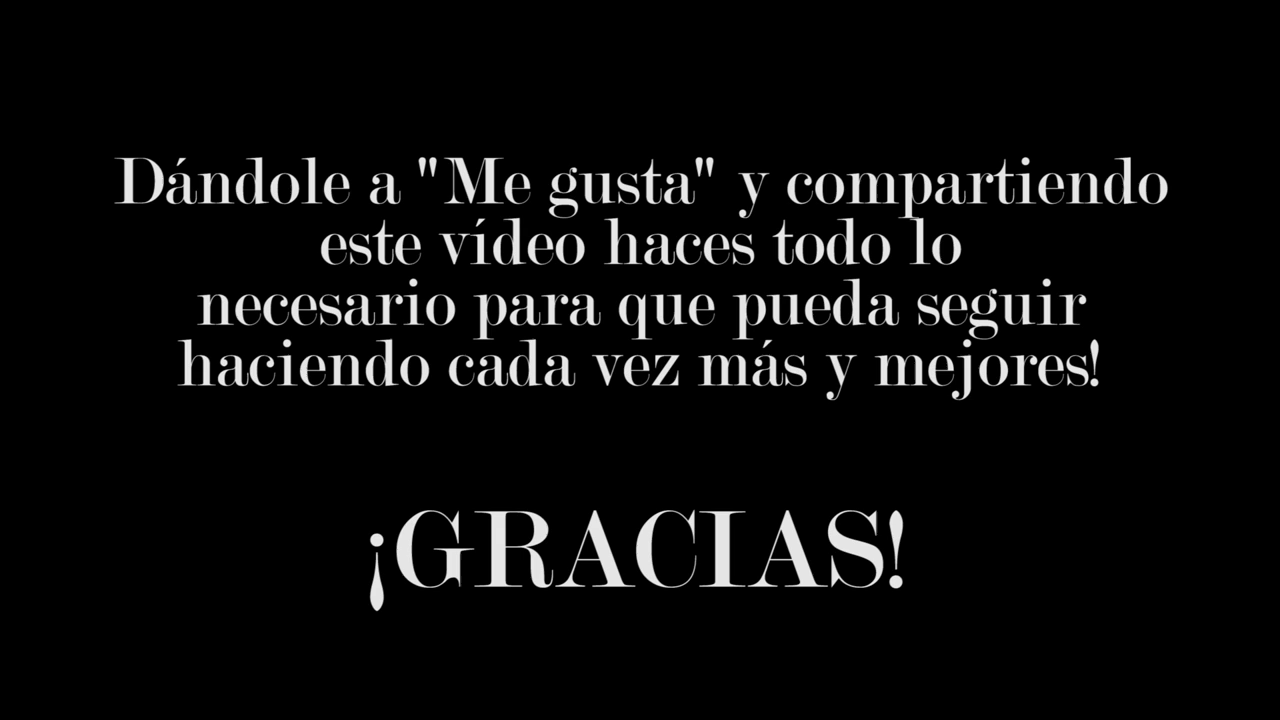 Dándole a "Me gusta" y compartiendo
este vídeo haces todo lo
necesario para que pueda seguir
haciendo cada vez más y mejores!
¡GRACIAS!